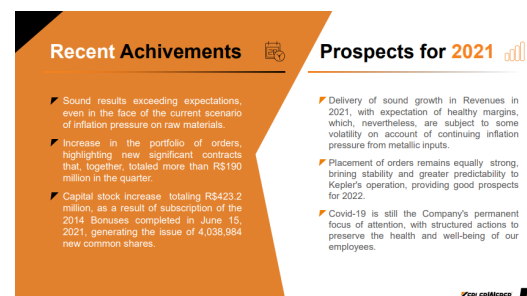 Recent Achivements
Sound results exceeding expectations,
even in the face of the current scenario
of inflation pressure on raw materials.
Increase in the portfolio of orders,
highlighting new significant contracts
that, together, totaled more than R$190
million in the quarter.
Capital stock increase totaling R$423.2
million, as a result of subscription of the
2014 Bonuses completed in June 15,
2021, generating the issue of 4,038,984
new common shares.
Prospects for 2021
Delivery of sound growth in Revenues in
2021, with expectation of healthy margins,
which, nevertheless, are subject to some
volatility on account of continuing inflation
pressure from metallic inputs.
Placement of orders remains equally strong,
brining stability and greater predictability to
Kepler's operation, providing good prospects
for 2022.
Covid-19 is still the Company's permanent
focus of attention, with structured actions to
preserve the health and well-being of our
employees.